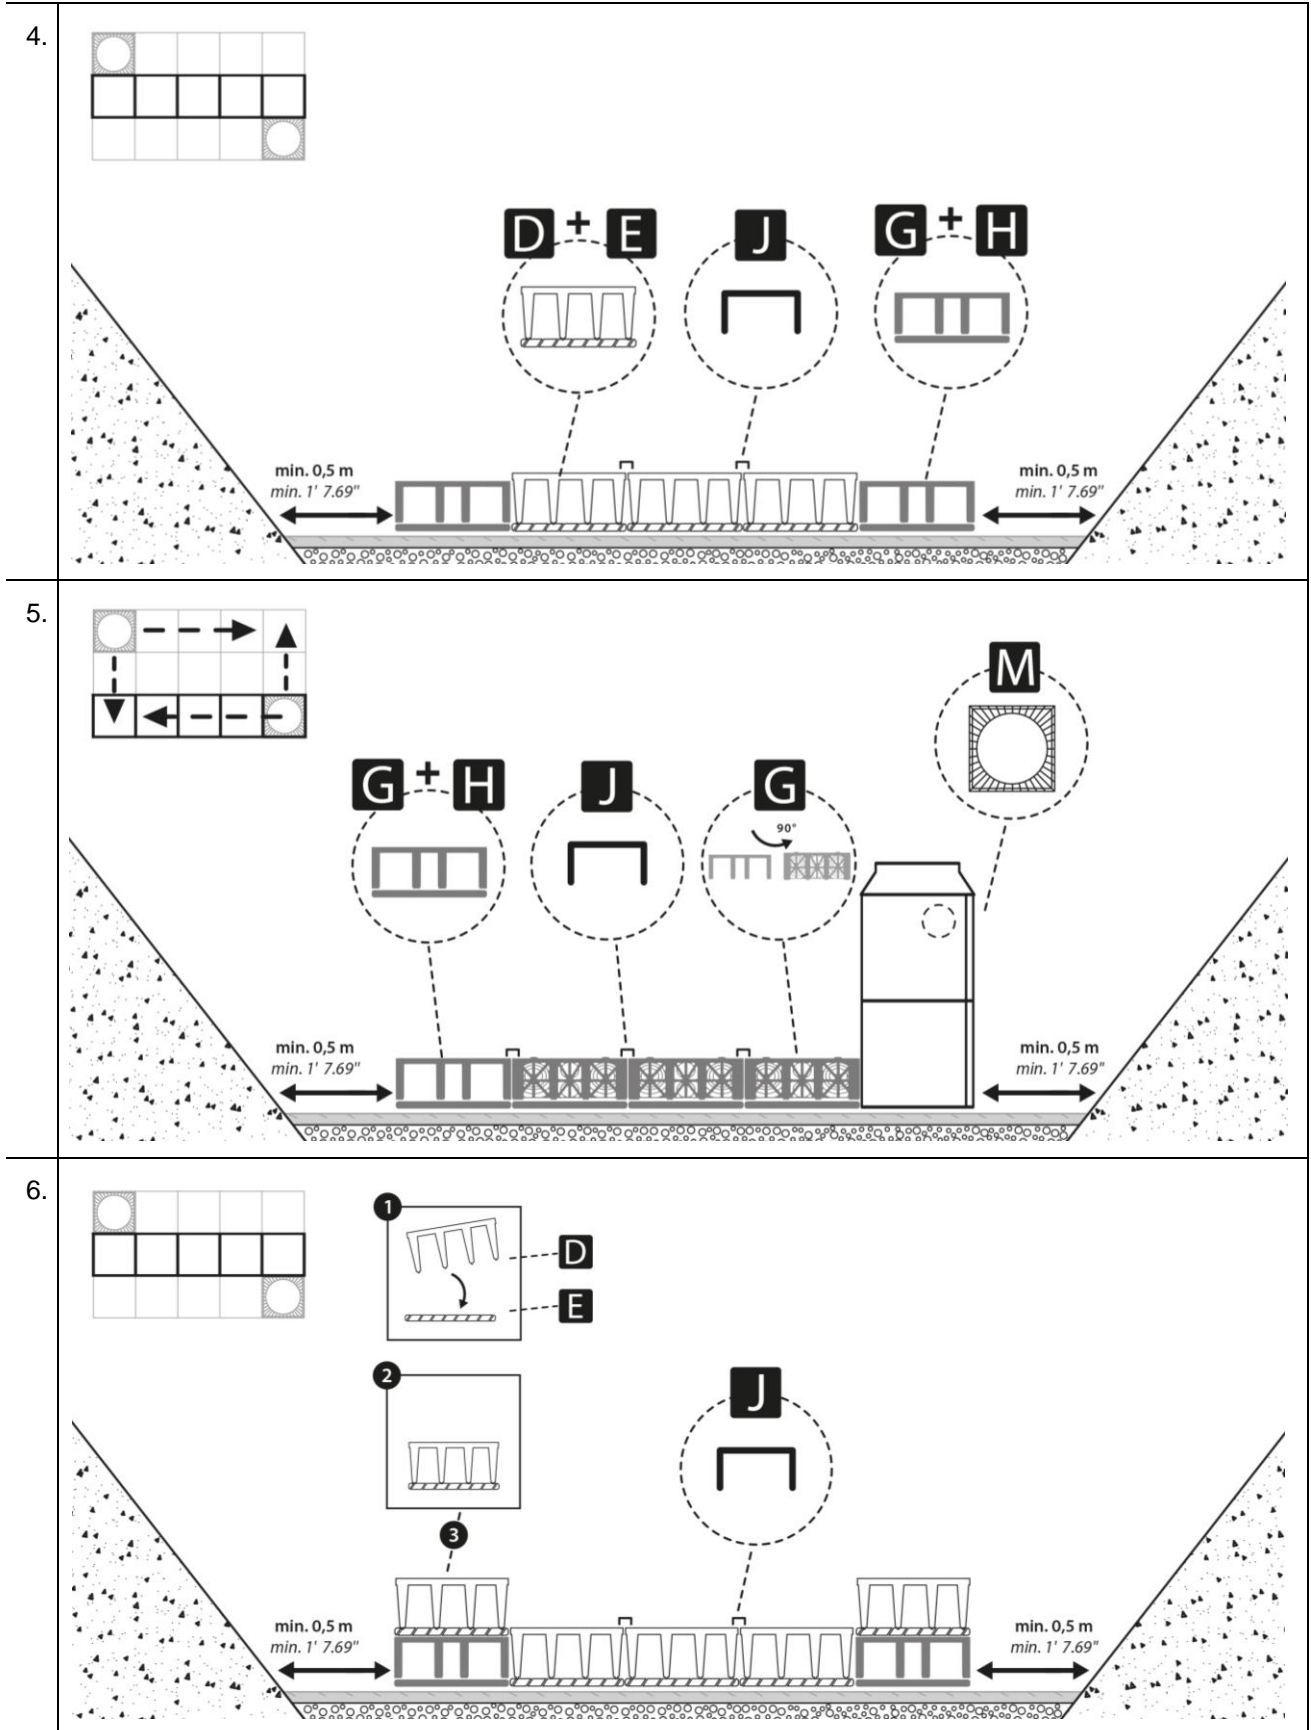 4.
D + E
J
G + H
min. 0,5 m
min. 1' 7.69"
min. 0,5 m
min. 1' 7.69"
5.
M
G + H
J
G
90°
min. 0,5 m
min. 1' 7.69"
min. 0,5 m
min. 1' 7.69"
6.
1
D
E
2
J
3
min. 0,5 m
min. 1' 7.69"
min. 0,5 m
min. 1' 7.69"